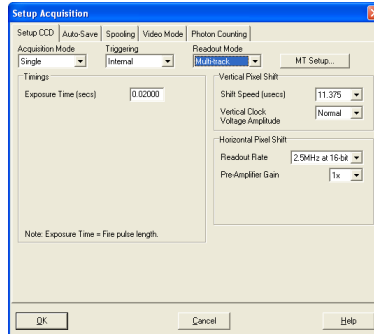 Setup Acquisition
Setup CCD Auto-Save Spooling Video Mode Photon Counting
Acquisition Mode Triggering Readout Mode
Single Internal Multi-track MT Setup...
Timings
Exposure Time (secs) 0.02000
Note: Exposure Time = Fire pulse length.
Vertical Pixel Shift
Shift Speed (usecs) 11.375
Vertical Clock
Voltage Amplitude Normal
Horizontal Pixel Shift
Readout Rate 2.5MHz at 16-bit
Pre-Amplifier Gain 1x
OK Cancel Help